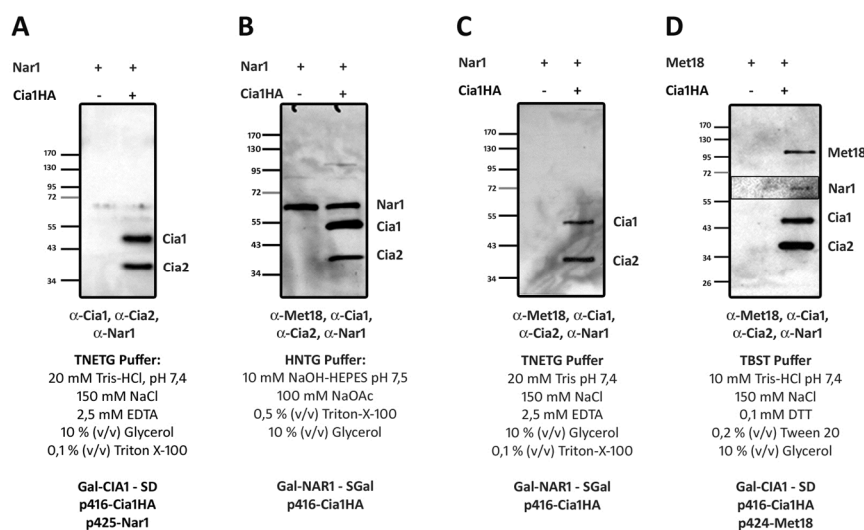 A
B
C
D
Nar1 + +
Cia1HA - +
170
130
95
72
55
43
34
Cia1
Cia2
α-Cia1, α-Cia2,
α-Nar1
TNETG Puffer:
20 mM Tris-HCl, pH 7,4
150 mM NaCl
2,5 mM EDTA
10 % (v/v) Glycerol
0,1 % (v/v) Triton X-100
Gal-CIA1 - SD
p416-Cia1HA
p425-Nar1
Nar1 + +
Cia1HA - +
170
130
95
72
55
43
34
Nar1
Cia1
Cia2
α-Met18, α-Cia1,
α-Cia2, α-Nar1
HNTG Puffer:
10 mM NaOH-HEPES pH 7,5
100 mM NaOAc
0,5 % (v/v) Triton-X-100
10 % (v/v) Glycerol
Gal-NAR1 - SGal
p416-Cia1HA
Nar1 + +
Cia1HA - +
170
130
95
72
55
43
34
Cia1
Cia2
α-Met18, α-Cia1,
α-Cia2, α-Nar1
TNETG Puffer
20 mM Tris pH 7,4
150 mM NaCl
2,5 mM EDTA
10 % (v/v) Glycerol
0,1 % (v/v) Triton-X-100
Gal-NAR1 - SGal
p416-Cia1HA
Met18 + +
Cia1HA - +
170
130
95
72
55
43
34
26
Met18
Nar1
Cia1
Cia2
α-Met18, α-Cia1,
α-Cia2, α-Nar1
TBST Puffer
10 mM Tris-HCl pH 7,4
150 mM NaCl
0,1 mM DTT
0,2 % (v/v) Tween 20
10 % (v/v) Glycerol
Gal-CIA1 - SD
p416-Cia1HA
p424-Met18